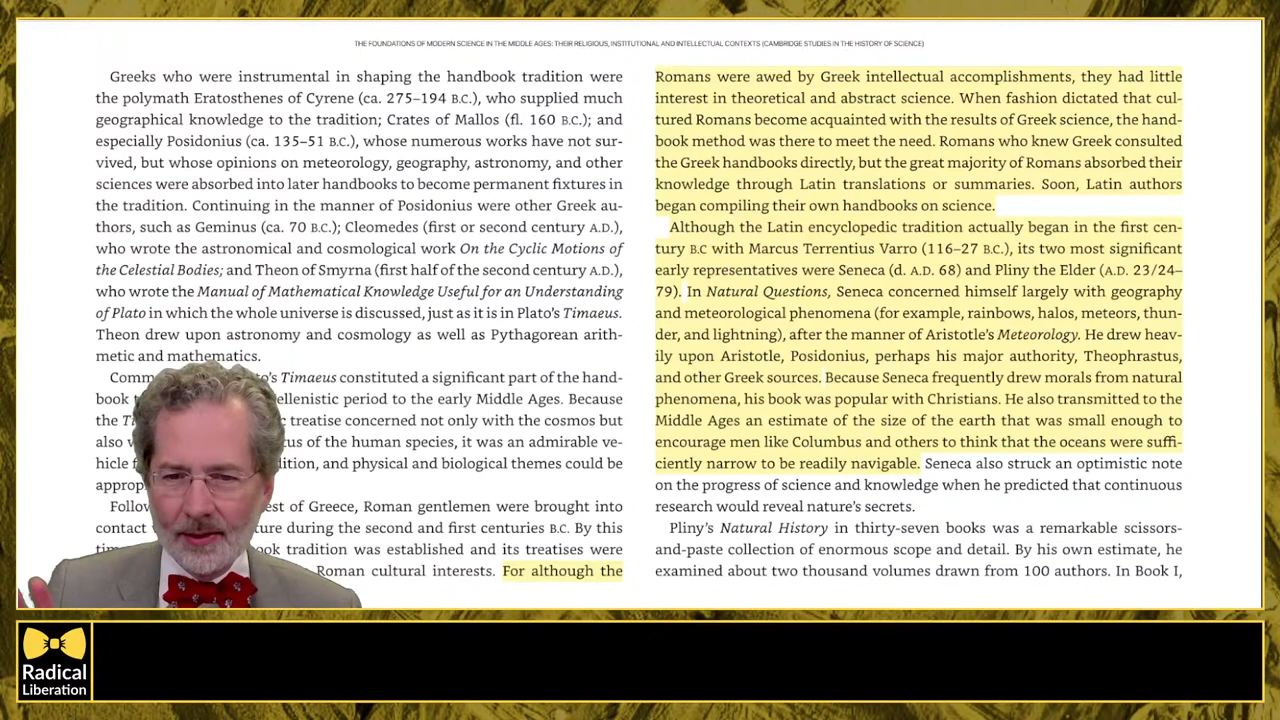 THE FOUNDATIONS OF MODERN SCIENCE IN THE MIDDLE AGES: THEIR RELIGIOUS, INSTITUTIONAL AND INTELLECTUAL CONTEXTS (CAMBRIDGE STUDIES IN THE HISTORY OF SCIENCE)
Greeks who were instrumental in shaping the handbook tradition were
the polymath Eratosthenes of Cyrene (ca. 275–194 B.C.), who supplied much
geographical knowledge to the tradition; Crates of Mallos (fl. 160 B.C.); and
especially Posidonius (ca. 135–51 B.C.), whose numerous works have not sur-
vived, but whose opinions on meteorology, geography, astronomy, and other
sciences were absorbed into later handbooks to become permanent fixtures in
the tradition. Continuing in the manner of Posidonius were other Greek au-
thors, such as Geminus (ca. 70 B.C.); Cleomedes (first or second century A.D.),
who wrote the astronomical and cosmological work On the Cyclic Motions of
the Celestial Bodies; and Theon of Smyrna (first half of the second century A.D.),
who wrote the Manual of Mathematical Knowledge Useful for an Understanding
of Plato in which the whole universe is discussed, just as it is in Plato's Timaeus.
Theon drew upon astronomy and cosmology as well as Pythagorean arith-
metic and mathematics.
Timaeus constituted a significant part of the hand-
book period to the early Middle Ages. Because
the treatise concerned not only with the cosmos but
also of the human species, it was an admirable ve-
hicle and physical and biological themes could be
of Greece, Roman gentlemen were brought into
contact during the second and first centuries B.C. By this
tradition was established and its treatises were
Roman cultural interests. For although the
Romans were awed by Greek intellectual accomplishments, they had little
interest in theoretical and abstract science. When fashion dictated that cul-
tured Romans become acquainted with the results of Greek science, the hand-
book method was there to meet the need. Romans who knew Greek consulted
the Greek handbooks directly, but the great majority of Romans absorbed their
knowledge through Latin translations or summaries. Soon, Latin authors
began compiling their own handbooks on science.
Although the Latin encyclopedic tradition actually began in the first cen-
tury B.C with Marcus Terrentius Varro (116–27 B.C.), its two most significant
early representatives were Seneca (d. A.D. 68) and Pliny the Elder (A.D. 23/24–
79). In Natural Questions, Seneca concerned himself largely with geography
and meteorological phenomena (for example, rainbows, halos, meteors, thun-
der, and lightning), after the manner of Aristotle's Meteorology. He drew heav-
ily upon Aristotle, Posidonius, perhaps his major authority, Theophrastus,
and other Greek sources. Because Seneca frequently drew morals from natural
phenomena, his book was popular with Christians. He also transmitted to the
Middle Ages an estimate of the size of the earth that was small enough to
encourage men like Columbus and others to think that the oceans were suffi-
ciently narrow to be readily navigable. Seneca also struck an optimistic note
on the progress of science and knowledge when he predicted that continuous
research would reveal nature's secrets.
Pliny's Natural History in thirty-seven books was a remarkable scissors-
and-paste collection of enormous scope and detail. By his own estimate, he
examined about two thousand volumes drawn from 100 authors. In Book I,
Radical
Liberation